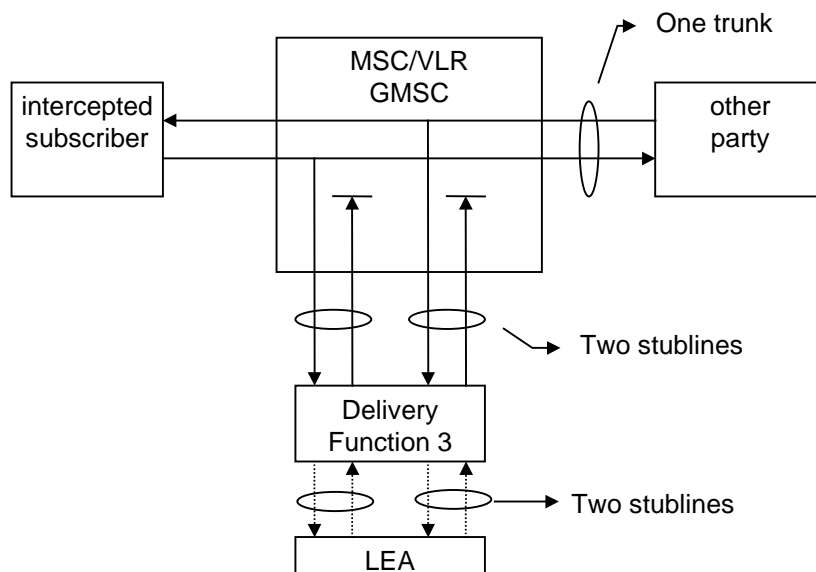 One trunk
MSC/VLR
GMSC
intercepted
subscriber
other
party
Two stublines
Delivery
Function 3
Two stublines
LEA